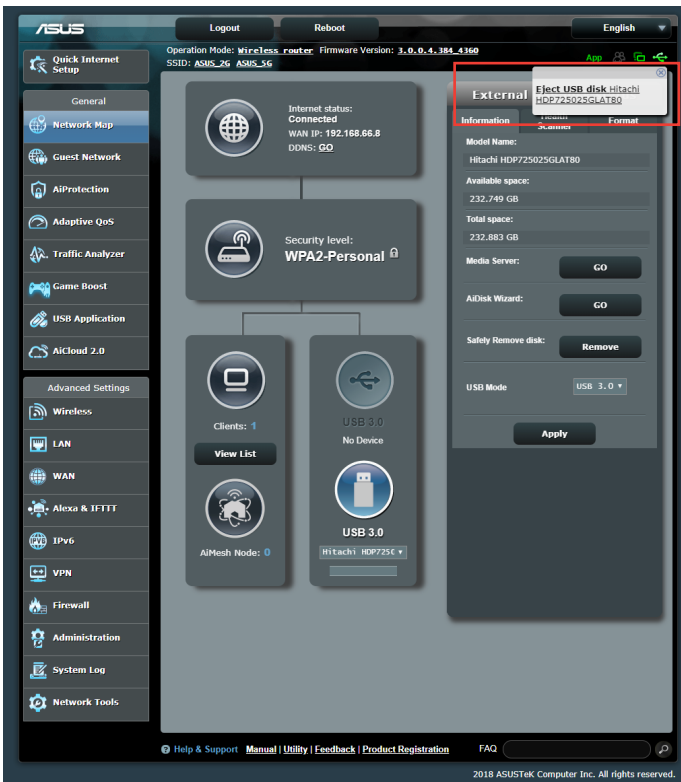 ASUS
Logout
Reboot
English
Quick Internet
Setup
Operation Mode: Wireless router Firmware Version: 3.0.0.4.384_4360
SSID: ASUS_2G ASUS_5G
App
General
Network Map
Guest Network
AiProtection
Adaptive QoS
Traffic Analyzer
Game Boost
USB Application
AiCloud 2.0
Advanced Settings
Wireless
LAN
WAN
Alexa & IFTTT
IPv6
VPN
Firewall
Administration
System Log
Network Tools
Internet status:
Connected
WAN IP: 192.168.66.8
DDNS: GO
Security level:
WPA2-Personal
Clients: 1
View List
AiMesh Node: 0
USB 3.0
No Device
USB 3.0
Hitachi HDP725C
External
Eject USB disk Hitachi
HDP725025GLAT80
Information
Health
Scanner
Format
Model Name:
Hitachi HDP725025GLAT80
Available space:
232.749 GB
Total space:
232.883 GB
Media Server:
GO
AiDisk Wizard:
GO
Safely Remove disk:
Remove
USB Mode
USB 3.0
Apply
Help & Support Manual | Utility | Feedback | Product Registration
FAQ
2018 ASUSTeK Computer Inc. All rights reserved.